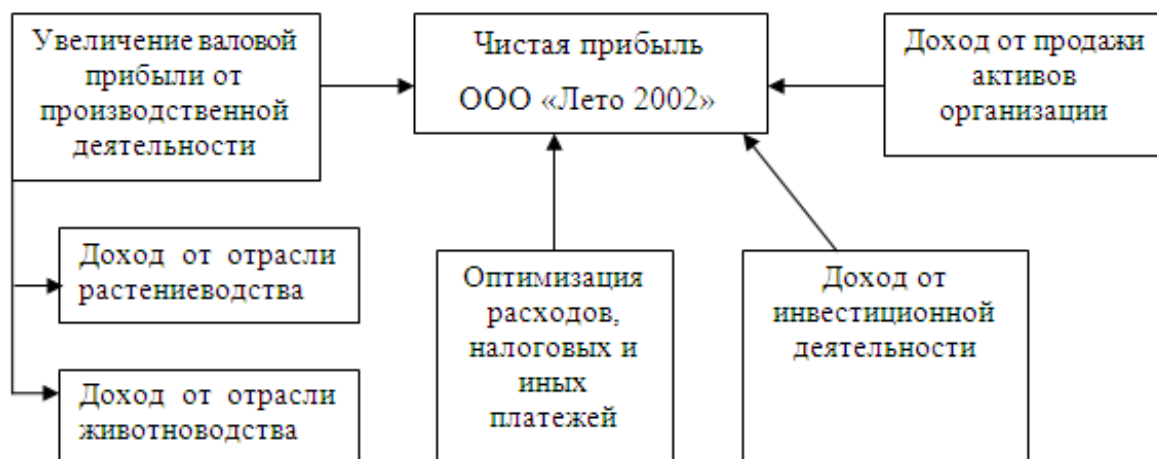 Увеличение валовой
прибыли от
производственной
деятельности
Чистая прибыль
ООО «Лето 2002»
Доход от продажи
активов
организации
Доход от отрасли
растениеводства
Доход от отрасли
животноводства
Оптимизация
расходов,
налоговых и
иных
платежей
Доход от
инвестиционной
деятельности